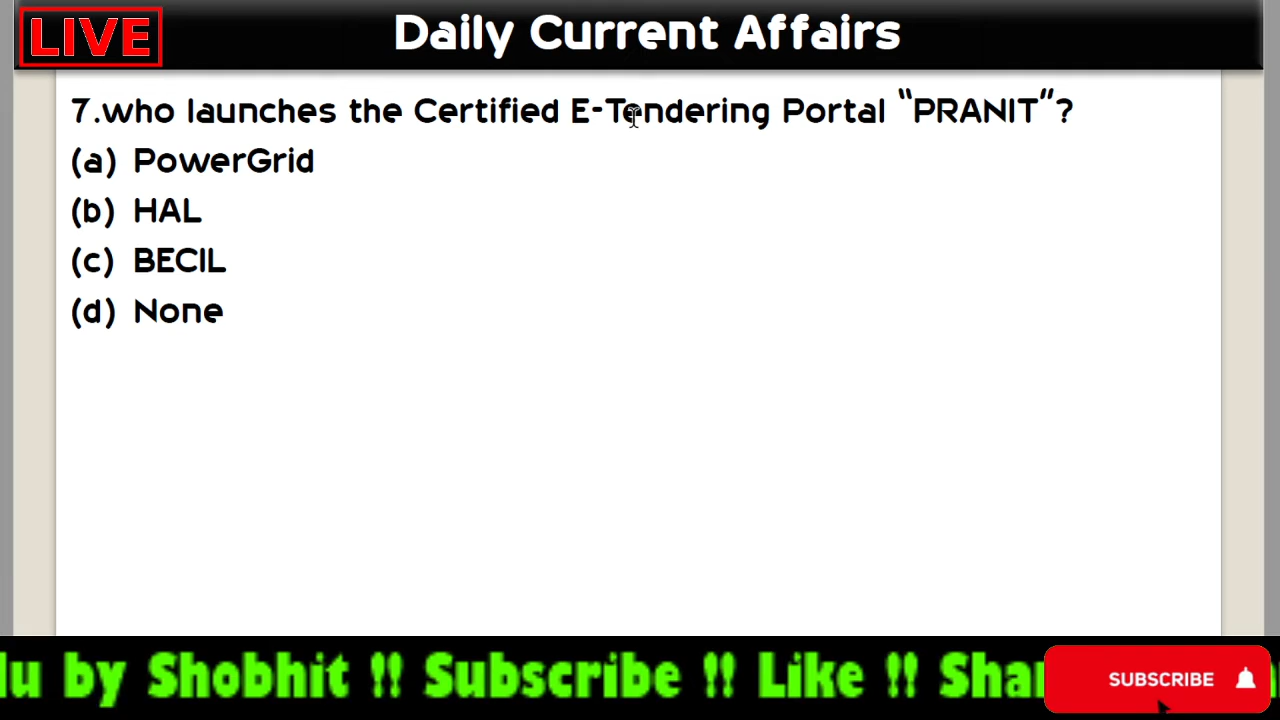 LIVE
Daily Current Affairs
7.who launches the Certified E-Tendering Portal “PRANIT”?
(a) PowerGrid
(b) HAL
(c) BECIL
(d) None
by Shobhit !! Subscribe !! Like !!
SUBSCRIBE